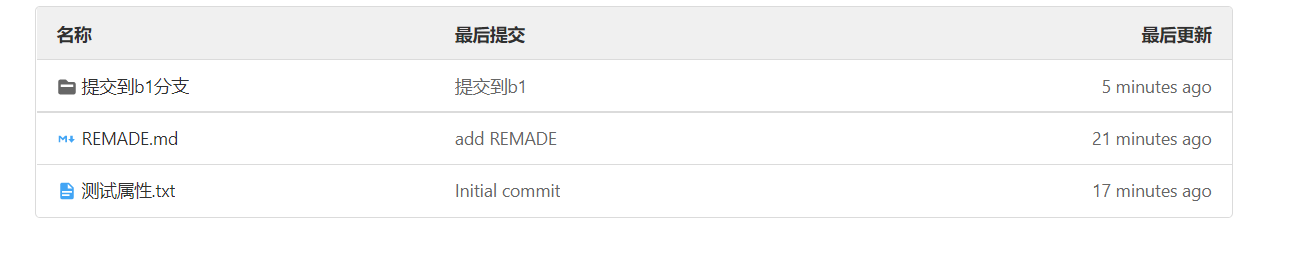 名称 最后提交 最后更新
提交到b1分支 提交到b1 5 minutes ago
REMADE.md add REMADE 21 minutes ago
测试属性.txt Initial commit 17 minutes ago